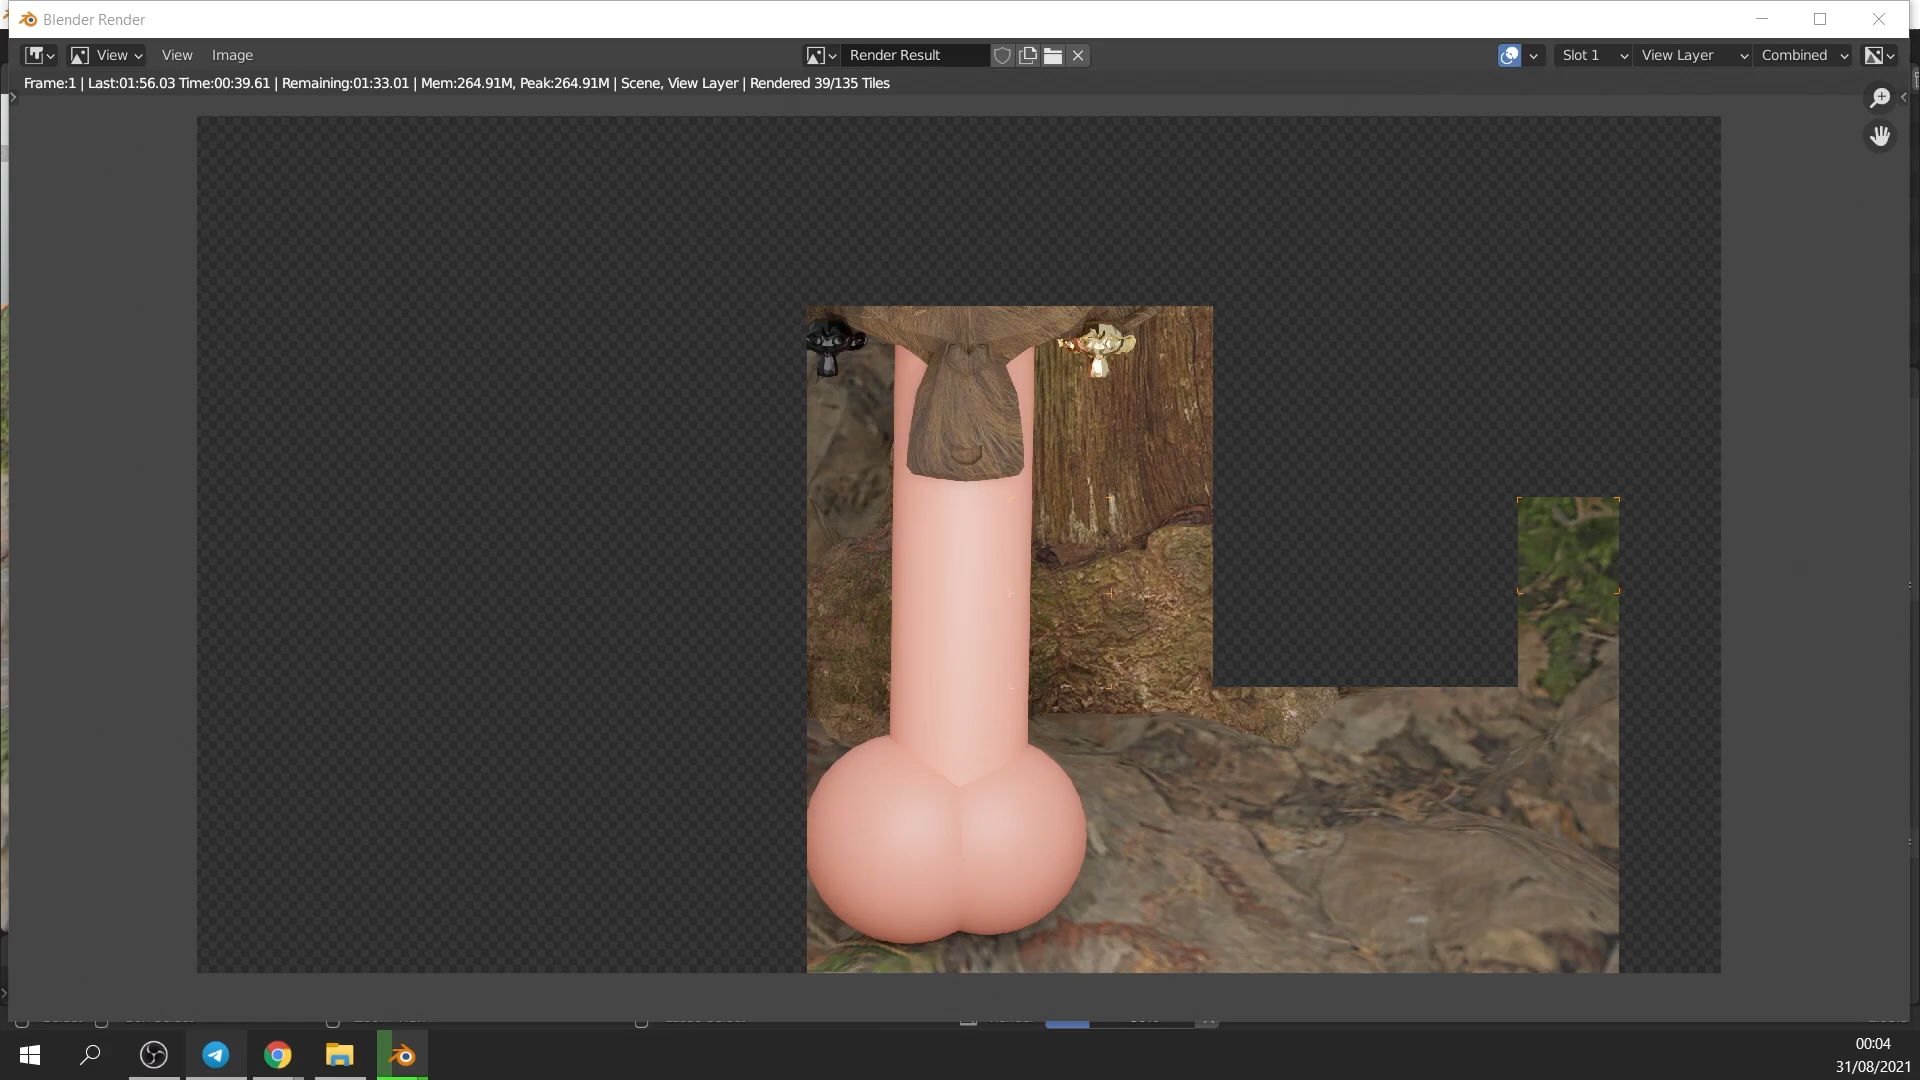 Blender Render
View View Image Render Result Slot 1 View Layer Combined
Frame:1 | Last:01:56.03 Time:00:39.61 | Remaining:01:33.01 | Mem:264.91M, Peak:264.91M | Scene, View Layer | Rendered 39/135 Tiles
00:04
31/08/2021